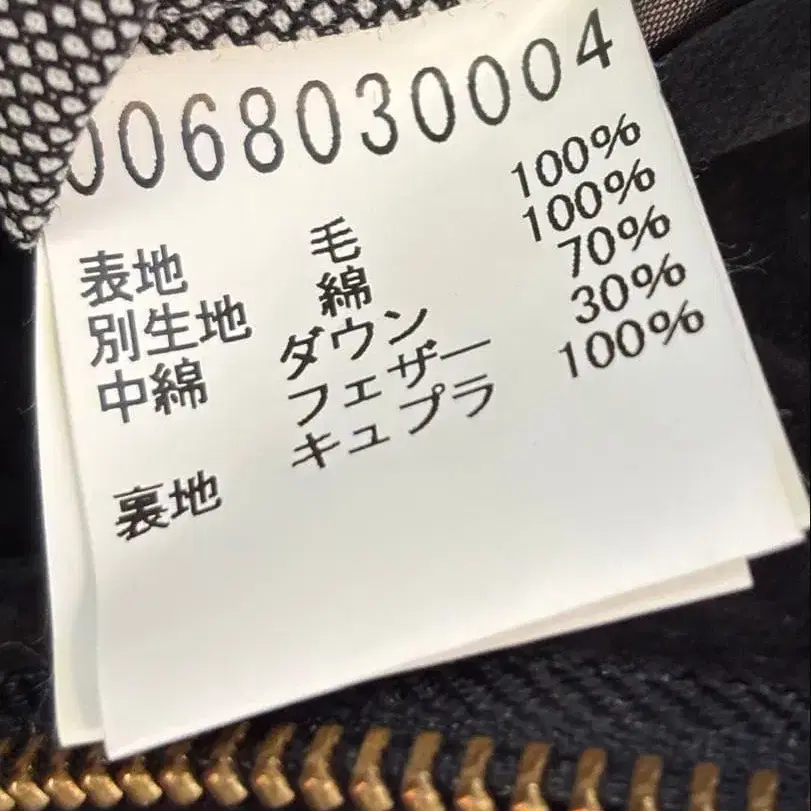 0068030004
表地 毛 100%
別生地 綿 100%
中綿 ダウン 70%
フェザー 30%
裏地 キュプラ 100%